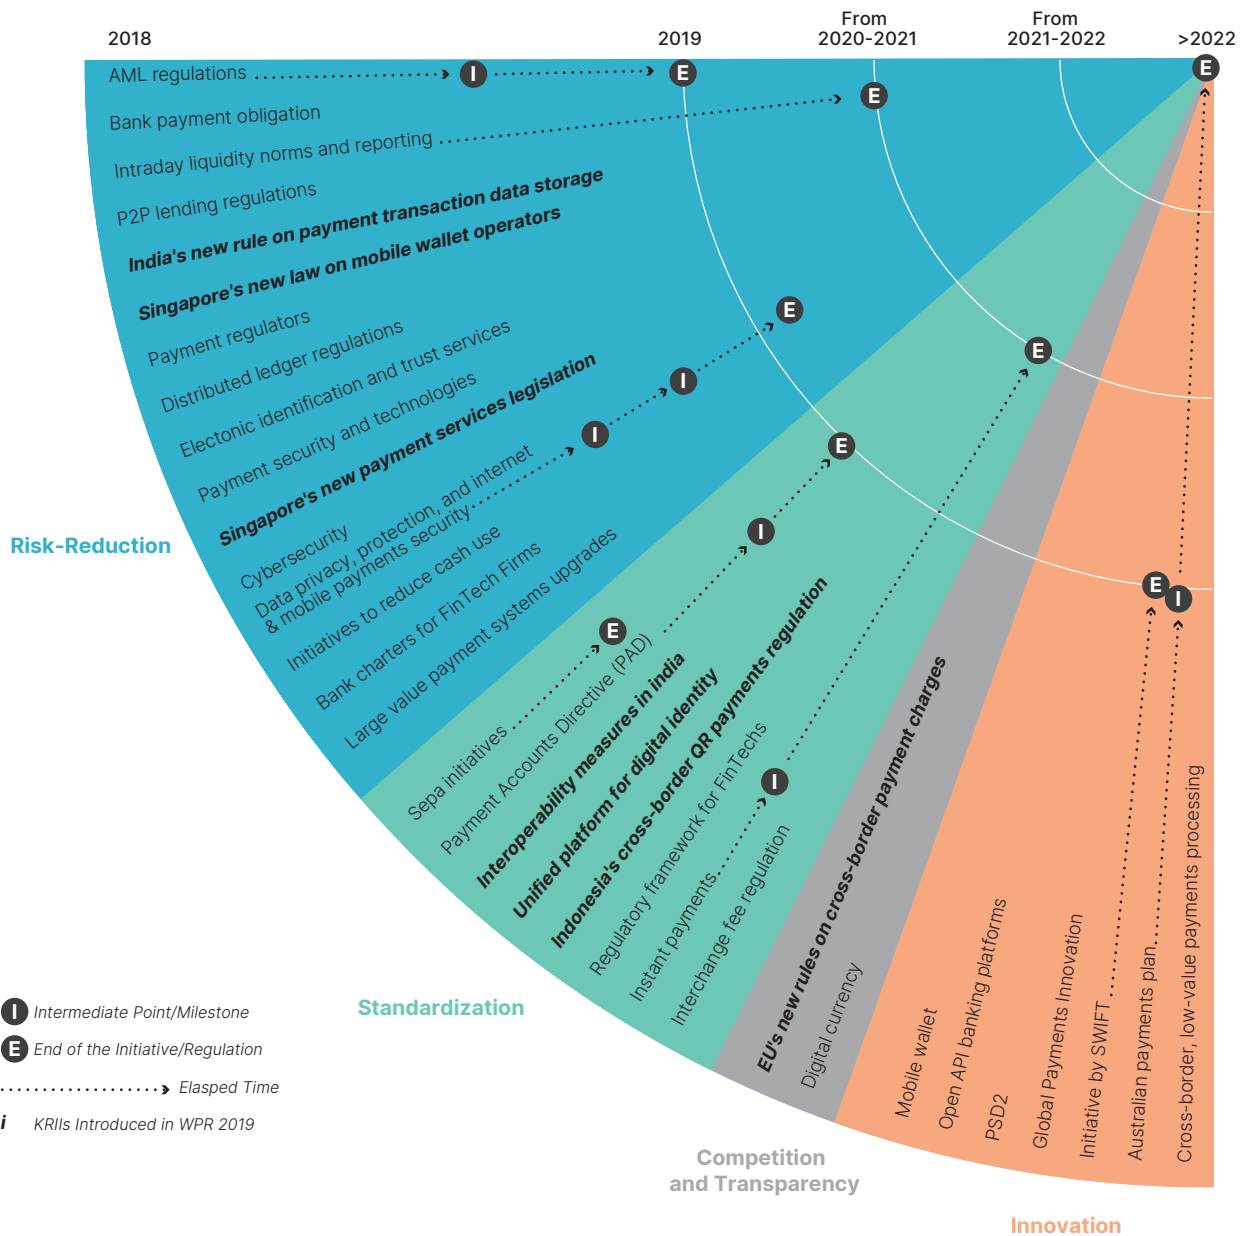 2018
2019
From
2020-2021
From
2021-2022
>2022
AML regulations
I
E
E
Bank payment obligation
Intraday liquidity norms and reporting
E
P2P lending regulations
India's new rule on payment transaction data storage
Singapore's new law on mobile wallet operators
Payment regulators
Distributed ledger regulations
Electonic identification and trust services
Payment security and technologies
Singapore's new payment services legislation
Cybersecurity
Data privacy, protection, and internet
& mobile payments security
I
I
E
Initiatives to reduce cash use
Bank charters for FinTech Firms
Large value payment systems upgrades
Risk-Reduction
Sepa initiatives
E
Payment Accounts Directive (PAD)
I
E
Interoperability measures in india
Unified platform for digital identity
Indonesia's cross-border QR payments regulation
Regulatory framework for FinTechs
Instant payments
I
E
Interchange fee regulation
Standardization
EU's new rules on cross-border payment charges
Digital currency
Competition
and Transparency
Mobile wallet
Open API banking platforms
PSD2
Global Payments Innovation
Initiative by SWIFT
E
Australian payments plan
I
Cross-border, low-value payments processing
Innovation
I Intermediate Point/Milestone
E End of the Initiative/Regulation
Elasped Time
i KRIIs Introduced in WPR 2019